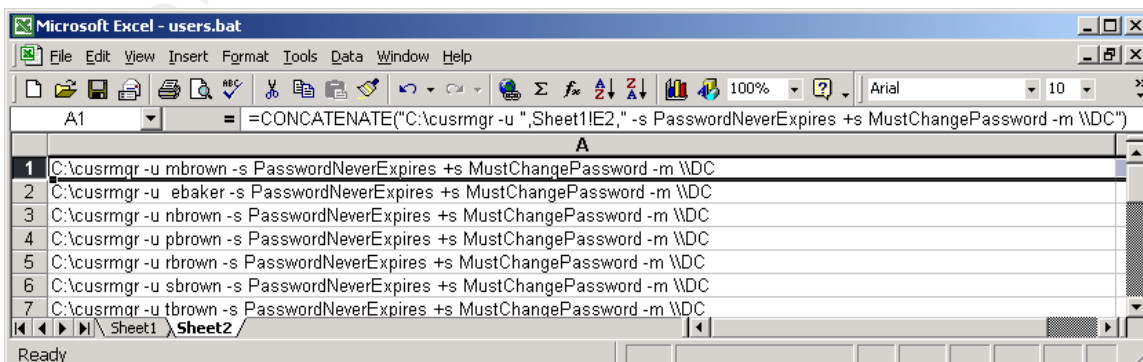 Microsoft Excel - users.bat
File Edit View Insert Format Tools Data Window Help
100% Arial 10
A1 = =CONCATENATE("C:\cusrmgr -u ",Sheet1!E2," -s PasswordNeverExpires +s MustChangePassword -m \\DC")
A
1 C:\cusrmgr -u mbrown -s PasswordNeverExpires +s MustChangePassword -m \\DC
2 C:\cusrmgr -u  ebaker -s PasswordNeverExpires +s MustChangePassword -m \\DC
3 C:\cusrmgr -u nbrown -s PasswordNeverExpires +s MustChangePassword -m \\DC
4 C:\cusrmgr -u pbrown -s PasswordNeverExpires +s MustChangePassword -m \\DC
5 C:\cusrmgr -u rbrown -s PasswordNeverExpires +s MustChangePassword -m \\DC
6 C:\cusrmgr -u sbrown -s PasswordNeverExpires +s MustChangePassword -m \\DC
7 C:\cusrmgr -u tbrown -s PasswordNeverExpires +s MustChangePassword -m \\DC
Sheet1 Sheet2
Ready